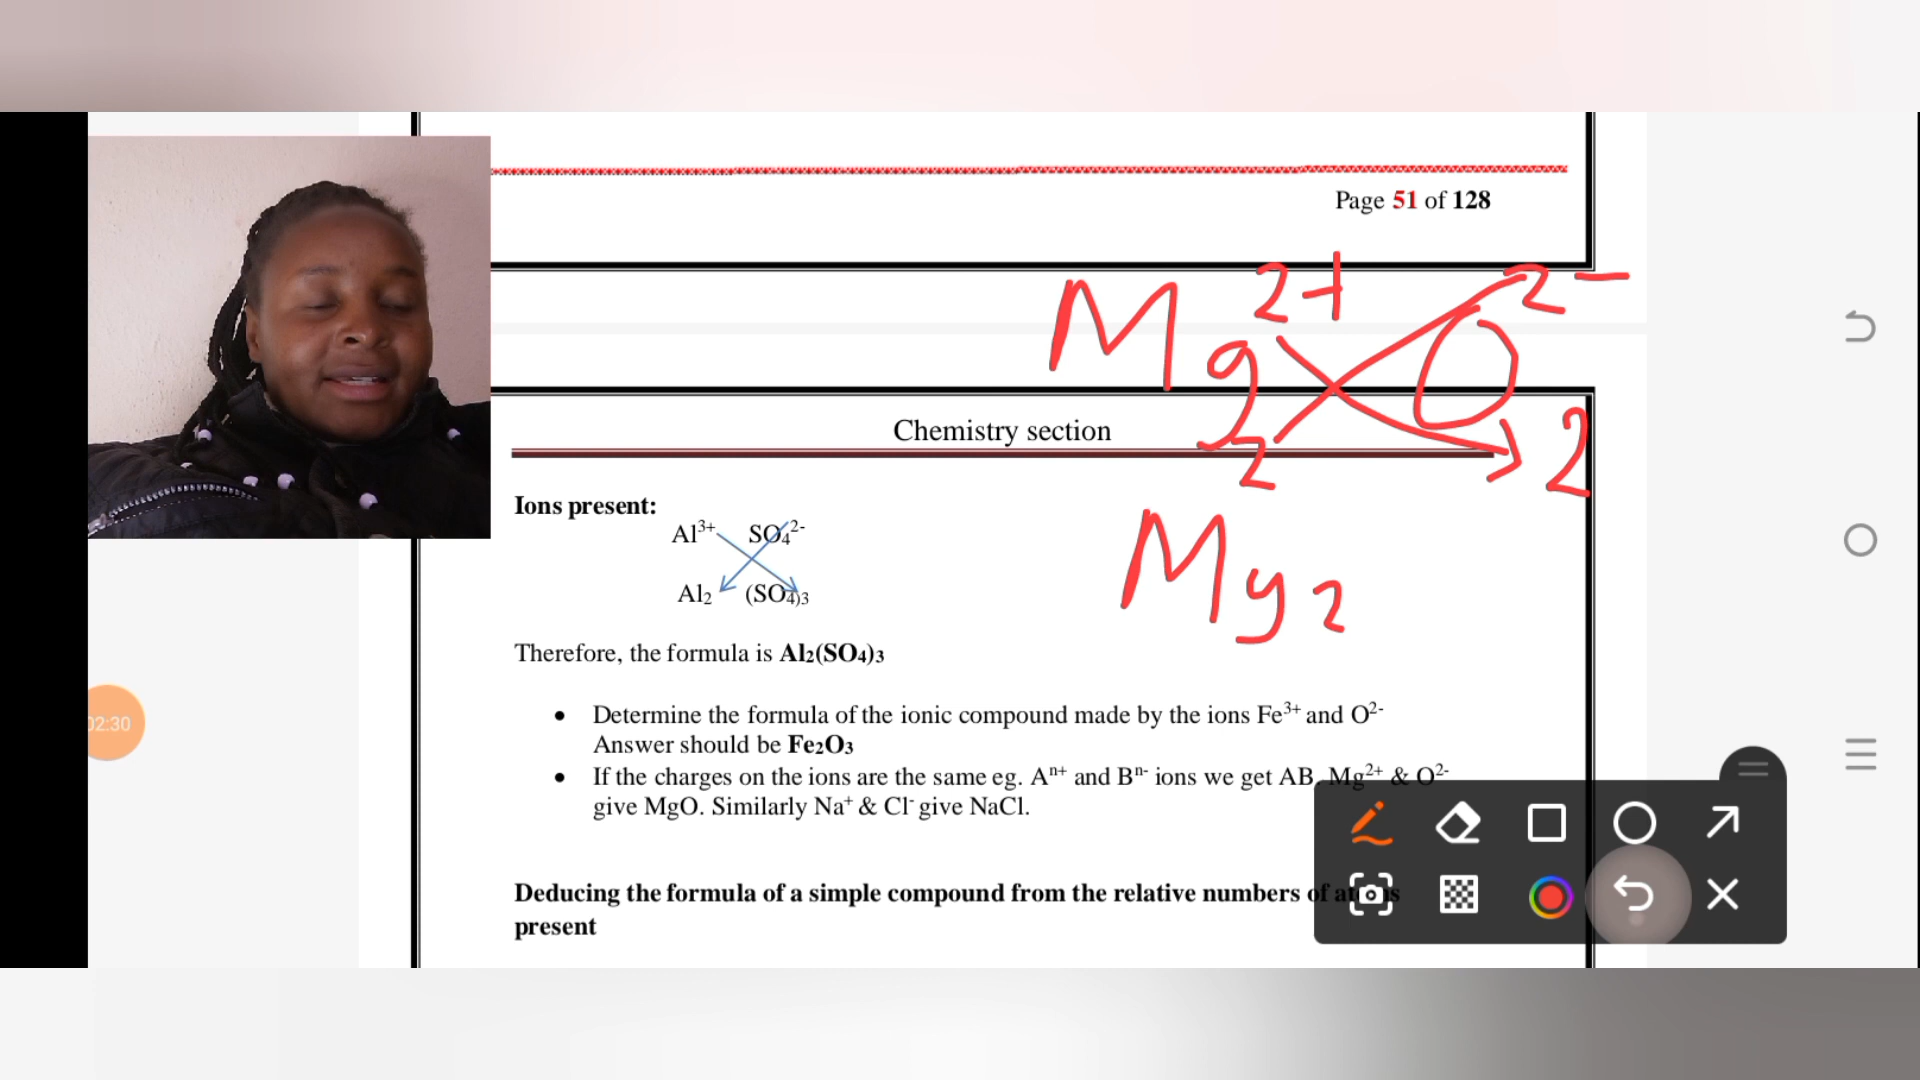 Page 51 of 128
Mg 2+ O 2-
2 2
Chemistry section
Ions present:
Al³⁺ SO₄²⁻
Al₂ (SO₄)₃
Mg₂
Therefore, the formula is Al₂(SO₄)₃
• Determine the formula of the ionic compound made by the ions Fe³⁺ and O²⁻
Answer should be Fe₂O₃
02:30
• If the charges on the ions are the same eg. Aⁿ⁺ and Bⁿ⁻ ions we get AB. Mg²⁺ & O²⁻
give MgO. Similarly Na⁺ & Cl⁻ give NaCl.
Deducing the formula of a simple compound from the relative numbers of
present